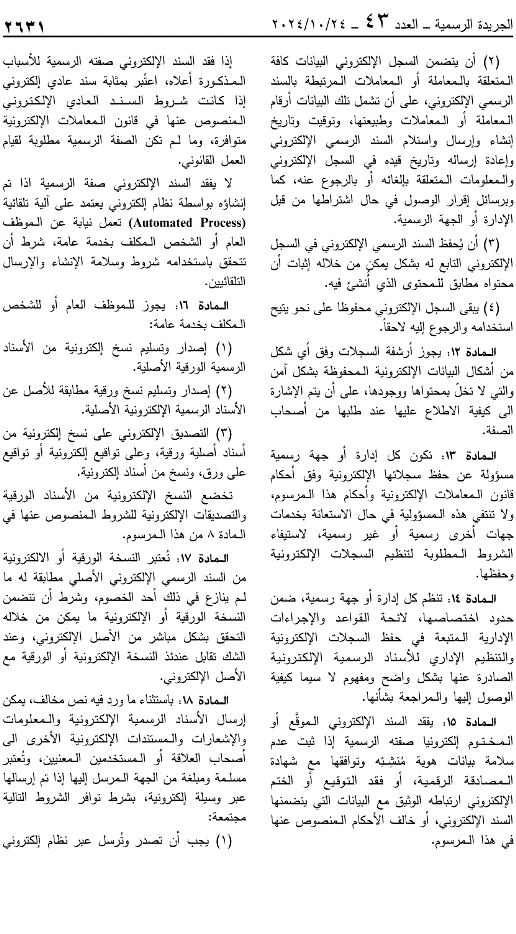 الجريدة الرسمية ــ العدد ٤٣ ــ ٢٠٢٤/١٠/٢٤
٢٦٣١
(٢) أن يتضمن السجل الإلكتروني البيانات كافة
المتعلقة بالمعاملة أو المعاملات المرتبطة بالسند
الرسمي الإلكتروني، على أن تشمل تلك البيانات أرقام
المعاملة أو المعاملات وطبيعتها، وتوقيت وتاريخ
إنشاء وإرسال واستلام السند الرسمي الإلكتروني
وإعادة إرساله وتاريخ قيده في السجل الإلكتروني
والمعلومات المتعلقة بإلغائه أو بالرجوع عنه، كما
وبرسائل إقرار الوصول في حال اشتراطها من قبل
الإدارة أو الجهة الرسمية.
(٣) أن يُحفظ السند الرسمي الإلكتروني في السجل
الإلكتروني التابع له بشكل يمكن من خلاله إثبات أن
محتواه مطابق للمحتوى الذي أُنشئ فيه.
(٤) يبقى السجل الإلكتروني محفوظا على نحو يتيح
استخدامه والرجوع إليه لاحقاً.
المادة ١٢: يجوز أرشفة السجلات وفق أي شكل
من أشكال البيانات الإلكترونية المحفوظة بشكل آمن
والتي لا تخلّ بمحتواها ووجودها، على أن يتم الإشارة
الى كيفية الاطلاع عليها عند طلبها من أصحاب
الصفة.
المادة ١٣: تكون كل إدارة أو جهة رسمية
مسؤولة عن حفظ سجلاتها الإلكترونية وفق أحكام
قانون المعاملات الإلكترونية وأحكام هذا المرسوم،
ولا تنتفي هذه المسؤولية في حال الاستعانة بخدمات
جهات أخرى رسمية أو غير رسمية، لاستيفاء
الشروط المطلوبة لتنظيم السجلات الإلكترونية
وحفظها.
المادة ١٤: تنظم كل إدارة أو جهة رسمية، ضمن
حدود اختصاصها، لائحة القواعد والإجراءات
الإدارية المتبعة في حفظ السجلات الإلكترونية
والتنظيم الإداري للأسناد الرسمية الإلكترونية
الصادرة عنها بشكل واضح ومفهوم لا سيما كيفية
الوصول إليها والمراجعة بشأنها.
المادة ١٥: يفقد السند الإلكتروني الموقَّع أو
المختوم إلكترونيا صفته الرسمية إذا ثبت عدم
سلامة بيانات هوية مُنشِئِه وتوافقها مع شهادة
المصادقة الرقمية، أو فقد التوقيع أو الختم
الإلكتروني ارتباطه الوثيق مع البيانات التي يتضمنها
السند الإلكتروني، أو خالف الأحكام المنصوص عنها
في هذا المرسوم.
إذا فقد السند الإلكتروني صفته الرسمية للأسباب
المذكورة أعلاه، اعتُبر بمثابة سند عادي إلكتروني
إذا كانت شروط السند العادي الإلكتروني
المنصوص عنها في قانون المعاملات الإلكترونية
متوافرة، وما لم تكن الصفة الرسمية مطلوبة لقيام
العمل القانوني.
لا يفقد السند الإلكتروني صفة الرسمية اذا تم
إنشاؤه بواسطة نظام إلكتروني يعتمد على آلية تلقائية
(Automated Process) تعمل نيابة عن الموظف
العام أو الشخص المكلف بخدمة عامة، شرط أن
تتحقق باستخدامه شروط وسلامة الإنشاء والإرسال
التلقائيين.
المادة ١٦: يجوز للموظف العام أو للشخص
المكلف بخدمة عامة:
(١) إصدار وتسليم نسخ إلكترونية من الأسناد
الرسمية الورقية الأصلية.
(٢) إصدار وتسليم نسخ ورقية مطابقة للأصل عن
الأسناد الرسمية الإلكترونية الأصلية.
(٣) التصديق الإلكتروني على نسخ إلكترونية من
أسناد أصلية ورقية، وعلى تواقيع إلكترونية أو تواقيع
على ورق، ونسخ من أسناد إلكترونية.
تخضع النسخ الإلكترونية من الأسناد الورقية
والتصديقات الإلكترونية للشروط المنصوص عنها في
المادة ٨ من هذا المرسوم.
المادة ١٧: تُعتبر النسخة الورقية أو الالكترونية
من السند الرسمي الإلكتروني الأصلي مطابقة له ما
لم ينازع في ذلك أحد الخصوم، وشرط أن تتضمن
النسخة الورقية أو الإلكترونية ما يمكن من خلاله
التحقق بشكل مباشر من الأصل الإلكتروني، وعند
الشك تقابل عندئذ النسخة الإلكترونية أو الورقية مع
الأصل الإلكتروني.
المادة ١٨: باستثناء ما ورد فيه نص مخالف، يمكن
إرسال الأسناد الرسمية الإلكترونية والمعلومات
والإشعارات والمستندات الإلكترونية الأخرى الى
أصحاب العلاقة أو المستخدمين المعنيين، وتُعتبر
مسلمة ومبلغة من الجهة المرسل إليها إذا تم إرسالها
عبر وسيلة إلكترونية، بشرط توافر الشروط التالية
مجتمعة:
(١) يجب أن تصدر وتُرسل عبر نظام إلكتروني